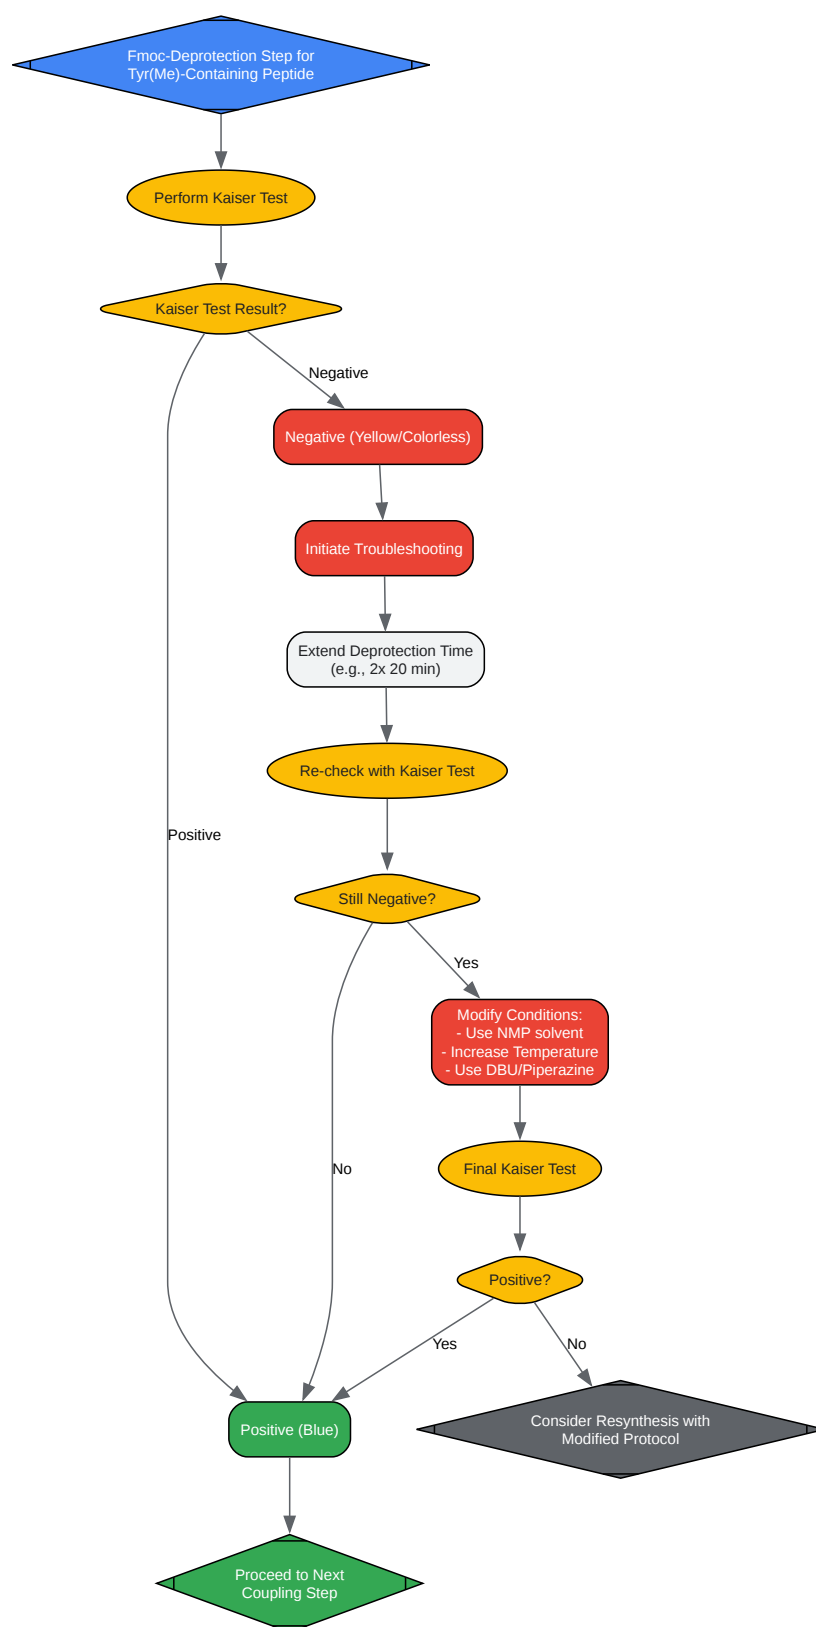 Fmoc-Deprotection Step for
Tyr(Me)-Containing Peptide
Perform Kaiser Test
Kaiser Test Result?
Negative
Negative (Yellow/Colorless)
Initiate Troubleshooting
Extend Deprotection Time
(e.g., 2x 20 min)
Re-check with Kaiser Test
Positive
Still Negative?
Yes
Modify Conditions:
- Use NMP solvent
- Increase Temperature
- Use DBU/Piperazine
Final Kaiser Test
No
Positive?
Yes
No
Positive (Blue)
Consider Resynthesis with
Modified Protocol
Proceed to Next
Coupling Step